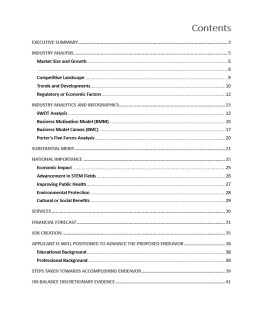 Contents
EXECUTIVE SUMMARY 3
INDUSTRY ANALYSIS 5
Market Size and Growth 5
9
Competitive Landscape 9
Trends and Developments 10
Regulatory or Economic Factors 12
INDUSTRY ANALYTICS AND INFOGRAPHICS 13
SWOT Analysis 13
Business Motivation Model (BMM) 15
Business Model Canvas (BMC) 17
Porter's Five Forces Analysis 20
SUBSTANTIAL MERIT 21
NATIONAL IMPORTANCE 25
Economic Impact 25
Advancement in STEM Fields 26
Improving Public Health 27
Environmental Protection 28
Cultural or Social Benefits 29
SERVICES 30
FINANCIAL FORECAST 31
JOB CREATION 35
APPLICANT IS WELL POSITIONED TO ADVANCE THE PROPOSED ENDEAVOR 38
Educational Background 38
Professional Background 39
STEPS TAKEN TOWARDS ACCOMPLISHING ENDEAVOR 39
ON BALANCE DISCRETIONARY EVIDENCE 41